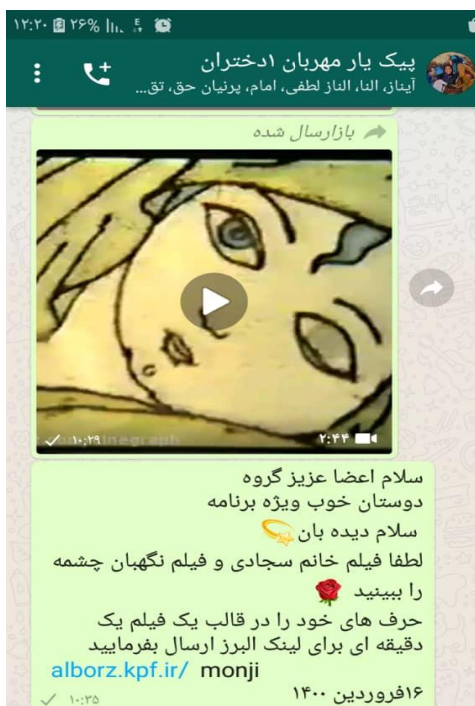 ۱۲:۲۰ ۲۶%
پیک یار مهربان ۱دختران
آیناز، النا، الناز لطفی، امام، پرنیان حق، تق...
بازارسال شده
۱۰:۲۹
۲:۴۴
سلام اعضا عزیز گروه
دوستان خوب ویژه برنامه
سلام دیده بان💫
لطفا فیلم خانم سجادی و فیلم نگهبان چشمه
را ببینید 🌹
حرف های خود را در قالب یک فیلم یک
دقیقه ای برای لینک البرز ارسال بفرمایید
alborz.kpf.ir/ monji
۱۶فروردین ۱۴۰۰
۱۰:۳۵